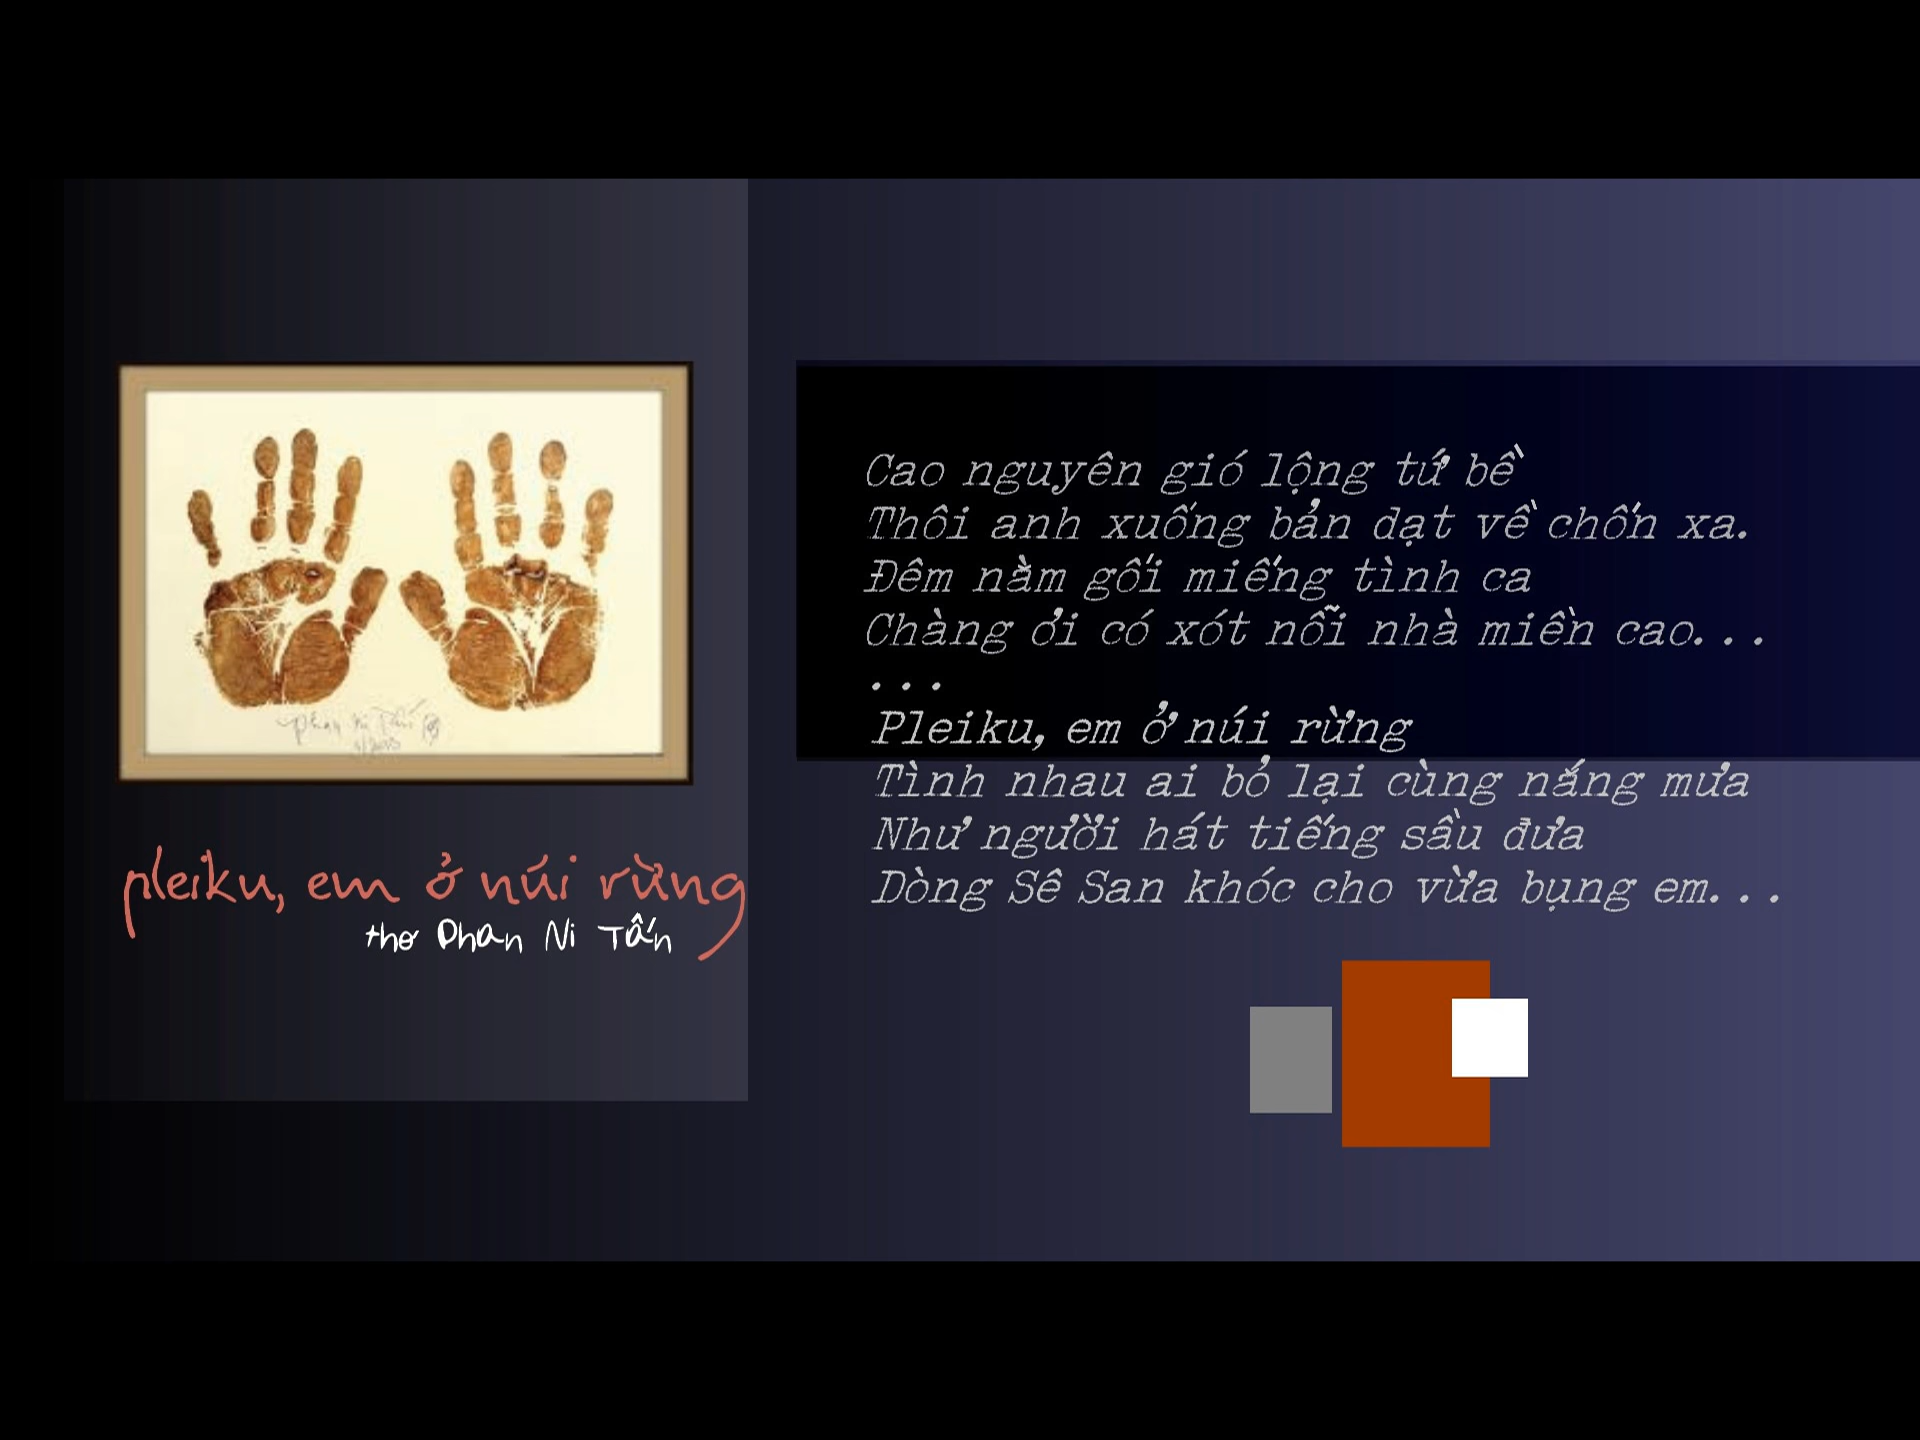 Cao nguyên gió lộng tứ bề
Thôi anh xuống bản dạt về chốn xa.
Đêm nằm gối miếng tình ca
Chàng ơi có xót nỗi nhà miền cao...
...
Pleiku, em ở núi rừng
Tình nhau ai bỏ lại cùng nắng mưa
Như người hát tiếng sầu đưa
Dòng Sê San khóc cho vừa bụng em...
pleiku, em ở núi rừng
thơ Phan Ni Tấn